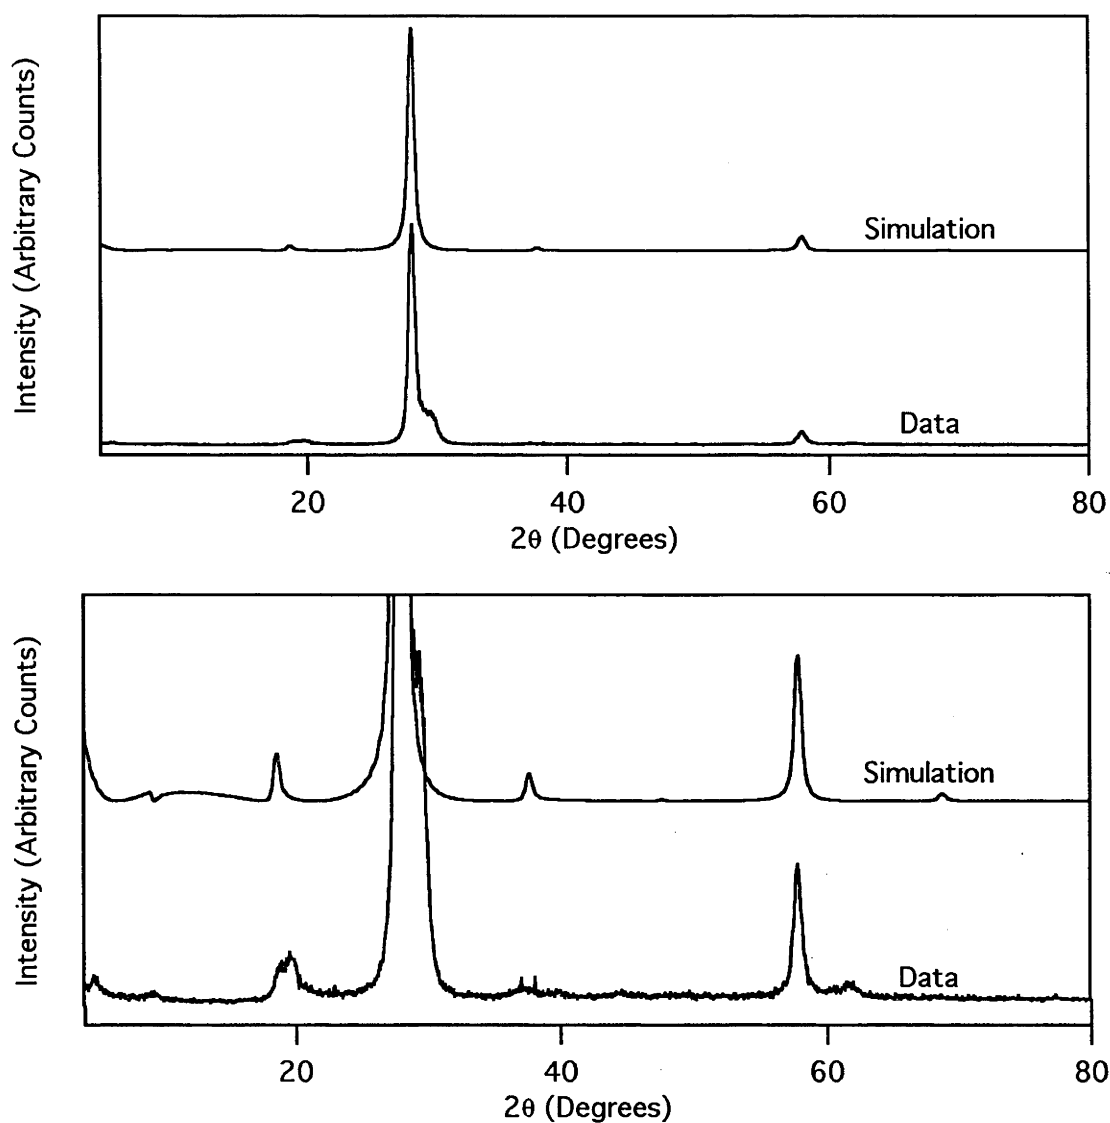 Intensity (Arbitrary Counts)
Simulation
Data
20 40 60 80
2θ (Degrees)
Intensity (Arbitrary Counts)
Simulation
Data
20 40 60 80
2θ (Degrees)